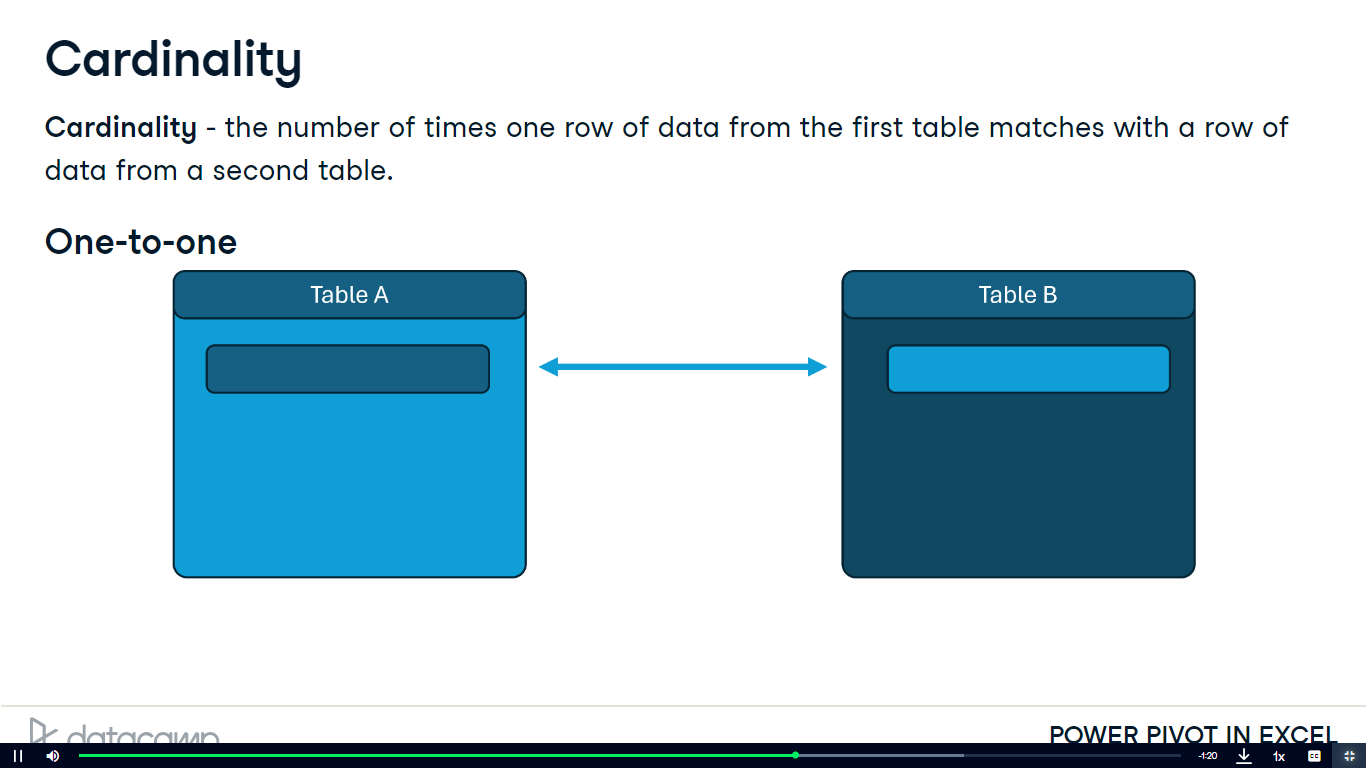 Cardinality
Cardinality - the number of times one row of data from the first table matches with a row of
data from a second table.
One-to-one
Table A
Table B
datacamp
POWER PIVOT IN EXCEL
-1:20
1x
CC